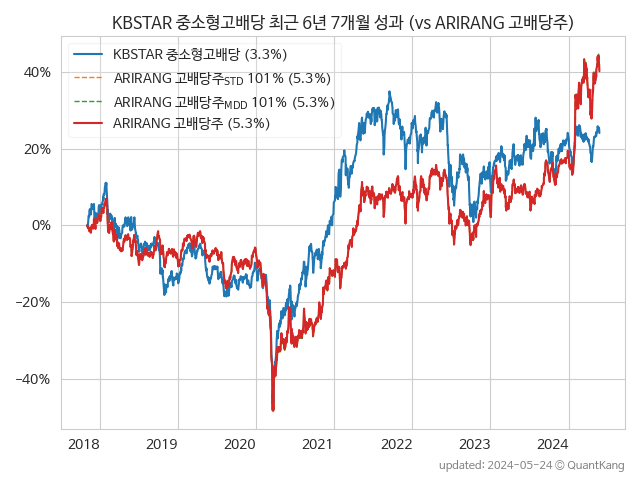 KBSTAR 중소형고배당 최근 6년 7개월 성과 (vs ARIRANG 고배당주)
KBSTAR 중소형고배당 (3.3%)
ARIRANG 고배당주STD 101% (5.3%)
ARIRANG 고배당주MDD 101% (5.3%)
ARIRANG 고배당주 (5.3%)
40%
20%
0%
−20%
−40%
2018 2019 2020 2021 2022 2023 2024
updated: 2024-05-24 © QuantKang